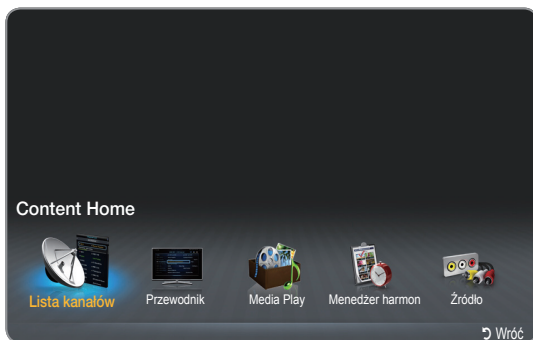 Content Home
Lista kanałów
Przewodnik
Media Play
Menedżer harmon
Źródło
Wróć